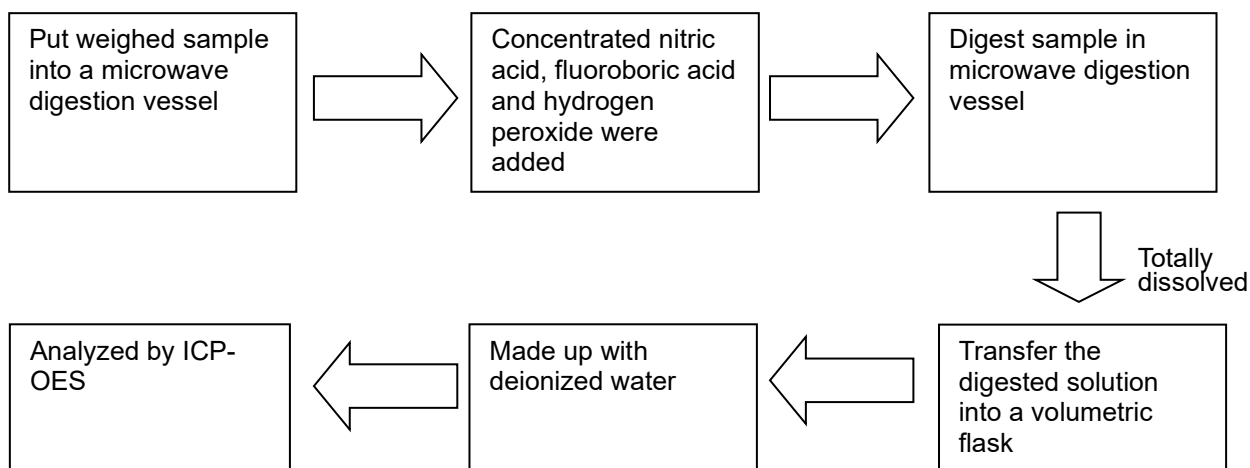 Put weighed sample
into a microwave
digestion vessel
Concentrated nitric
acid, fluoroboric acid
and hydrogen
peroxide were
added
Digest sample in
microwave digestion
vessel
Totally
dissolved
Transfer the
digested solution
into a volumetric
flask
Made up with
deionized water
Analyzed by ICP-
OES